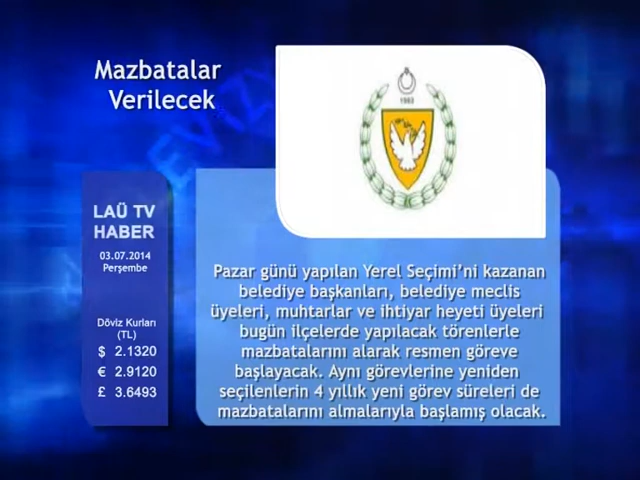 Mazbatalar
Verilecek
1983
LAÜ TV
HABER
03.07.2014
Perşembe
Döviz Kurları
(TL)
$ 2.1320
€ 2.9120
£ 3.6493
Pazar günü yapılan Yerel Seçimi'ni kazanan
belediye başkanları, belediye meclis
üyeleri, muhtarlar ve ihtiyar heyeti üyeleri
bugün ilçelerde yapılacak törenlerle
mazbatalarını alarak resmen göreve
başlayacak. Aynı görevlerine yeniden
seçilenlerin 4 yıllık yeni görev süreleri de
mazbatalarını almalarıyla başlamış olacak.